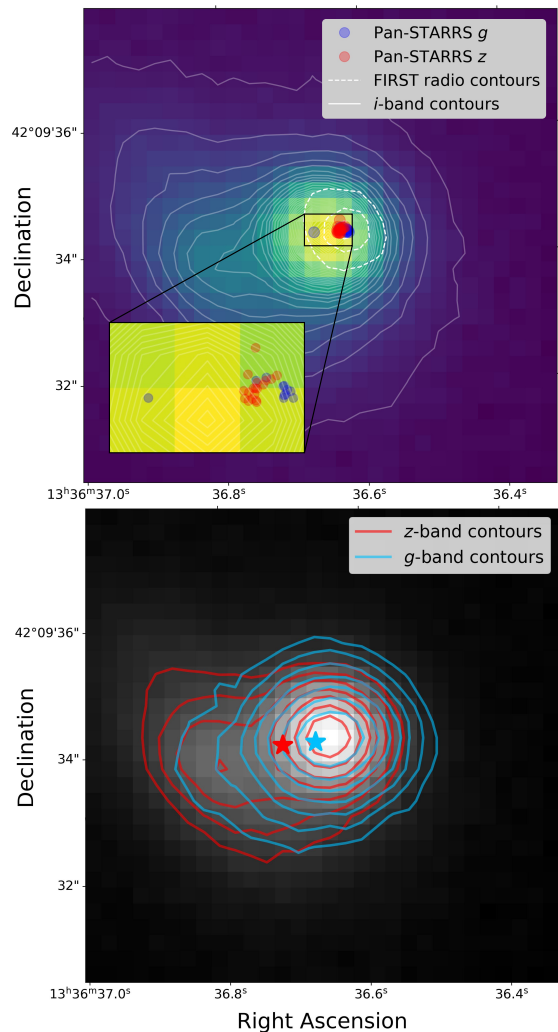 Pan-STARRS g
Pan-STARRS z
FIRST radio contours
i-band contours
Declination
42°09'36"
34"
32"
13ʰ36ᵐ37.0ˢ
36.8ˢ
36.6ˢ
36.4ˢ
z-band contours
g-band contours
Declination
42°09'36"
34"
32"
13ʰ36ᵐ37.0ˢ
36.8ˢ
36.6ˢ
36.4ˢ
Right Ascension